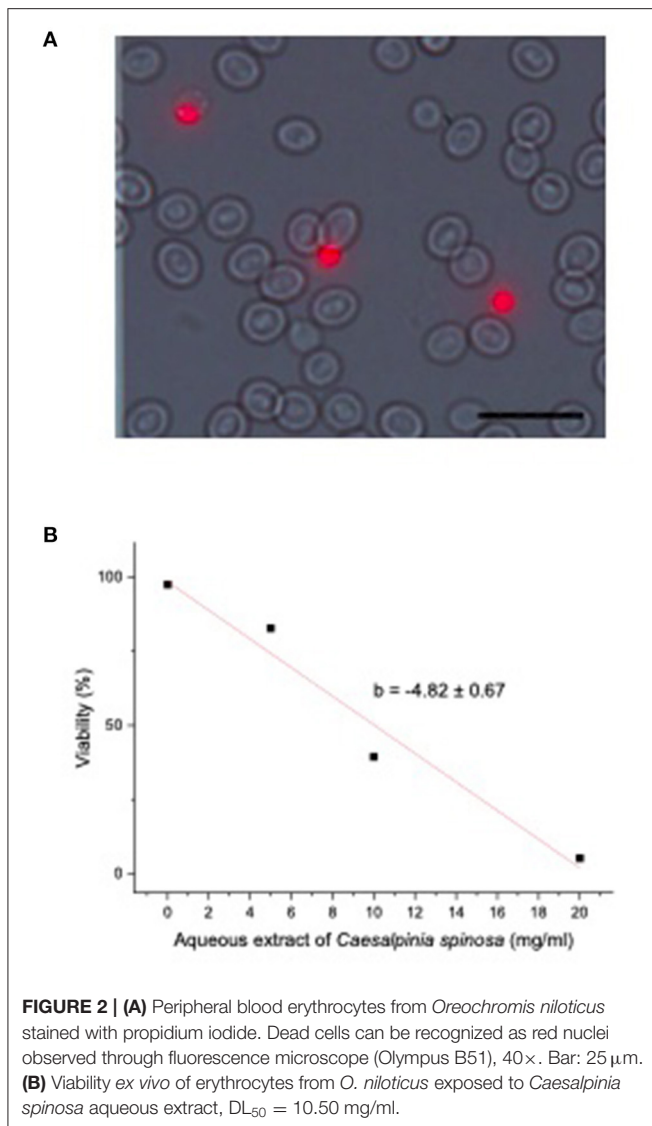 A
B
100
50
0
Viability (%)
b = -4.82 ± 0.67
0 2 4 6 8 10 12 14 16 18 20
Aqueous extract of Caesalpinia spinosa (mg/ml)
FIGURE 2 | (A) Peripheral blood erythrocytes from Oreochromis niloticus
stained with propidium iodide. Dead cells can be recognized as red nuclei
observed through fluorescence microscope (Olympus B51), 40×. Bar: 25 μm.
(B) Viability ex vivo of erythrocytes from O. niloticus exposed to Caesalpinia
spinosa aqueous extract, DL50 = 10.50 mg/ml.